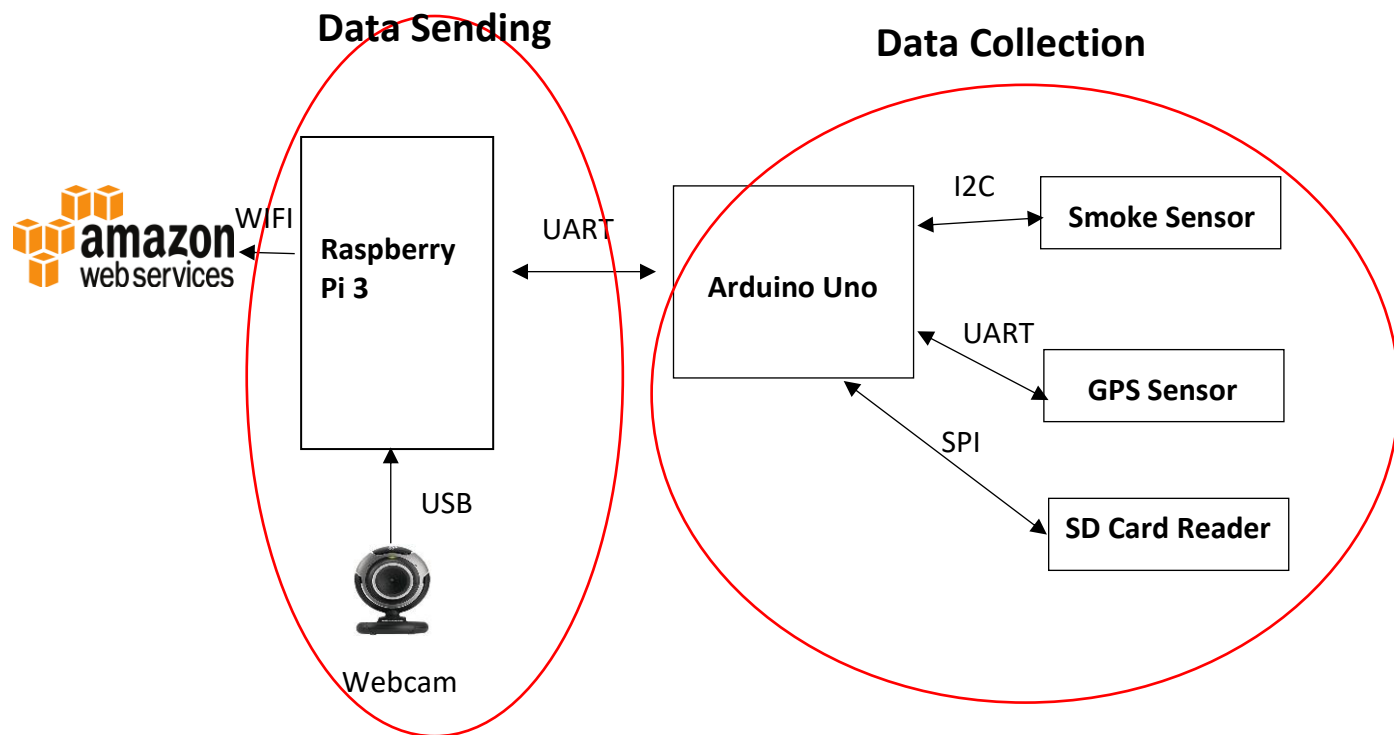 Data Sending
Data Collection
WIFI
amazon
web services
Raspberry
Pi 3
UART
Arduino Uno
I2C
Smoke Sensor
UART
GPS Sensor
SPI
SD Card Reader
USB
Webcam